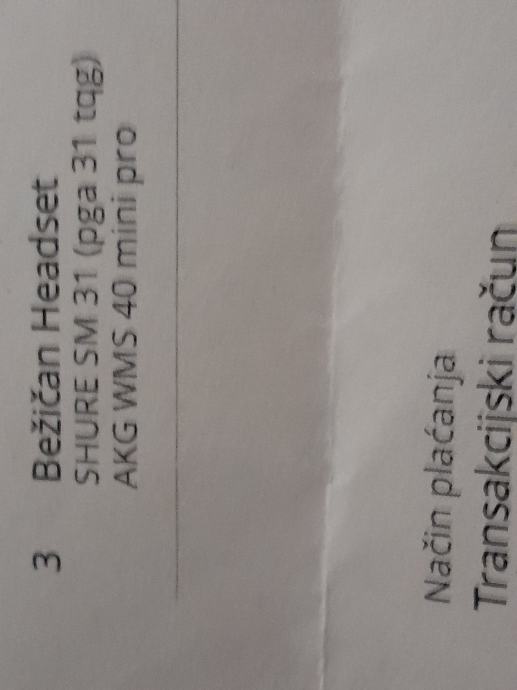 3 Bežičan Headset
SHURE SM 31 (pga 31 tqg)
AKG WMS 40 mini pro
Način plaćanja
Transakcijski račun